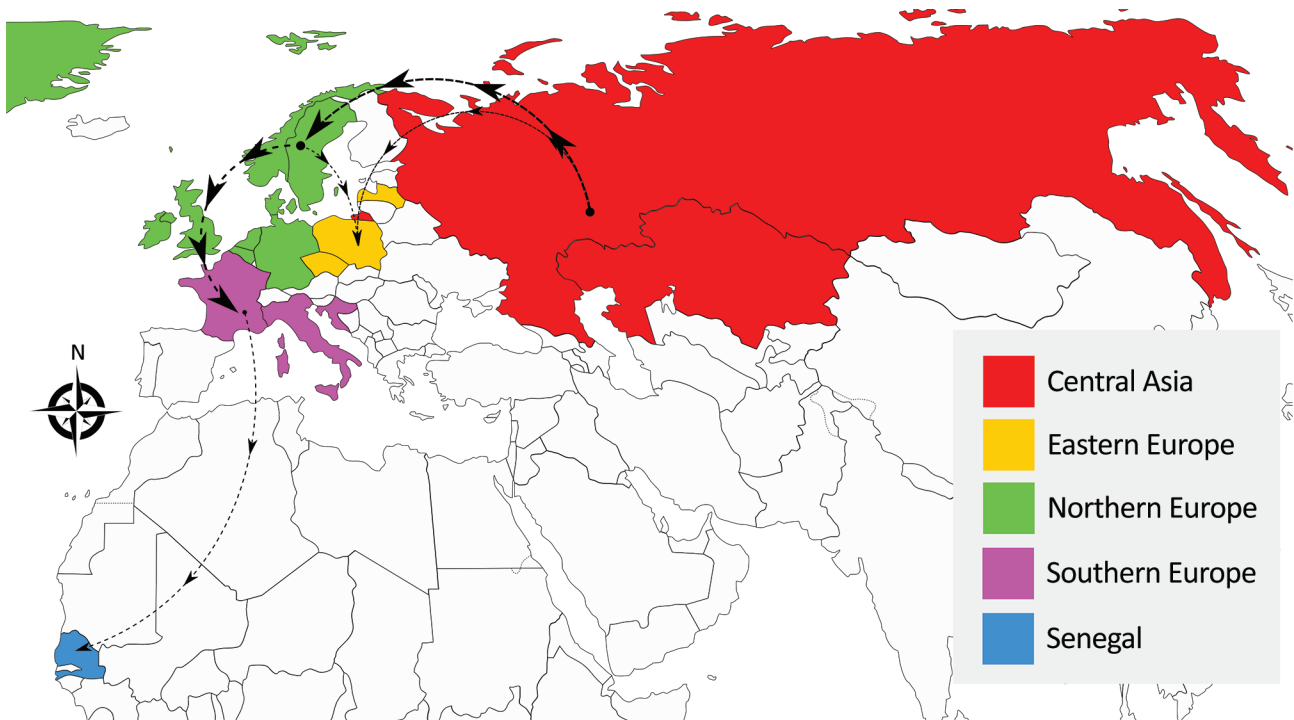 N
Central Asia
Eastern Europe
Northern Europe
Southern Europe
Senegal